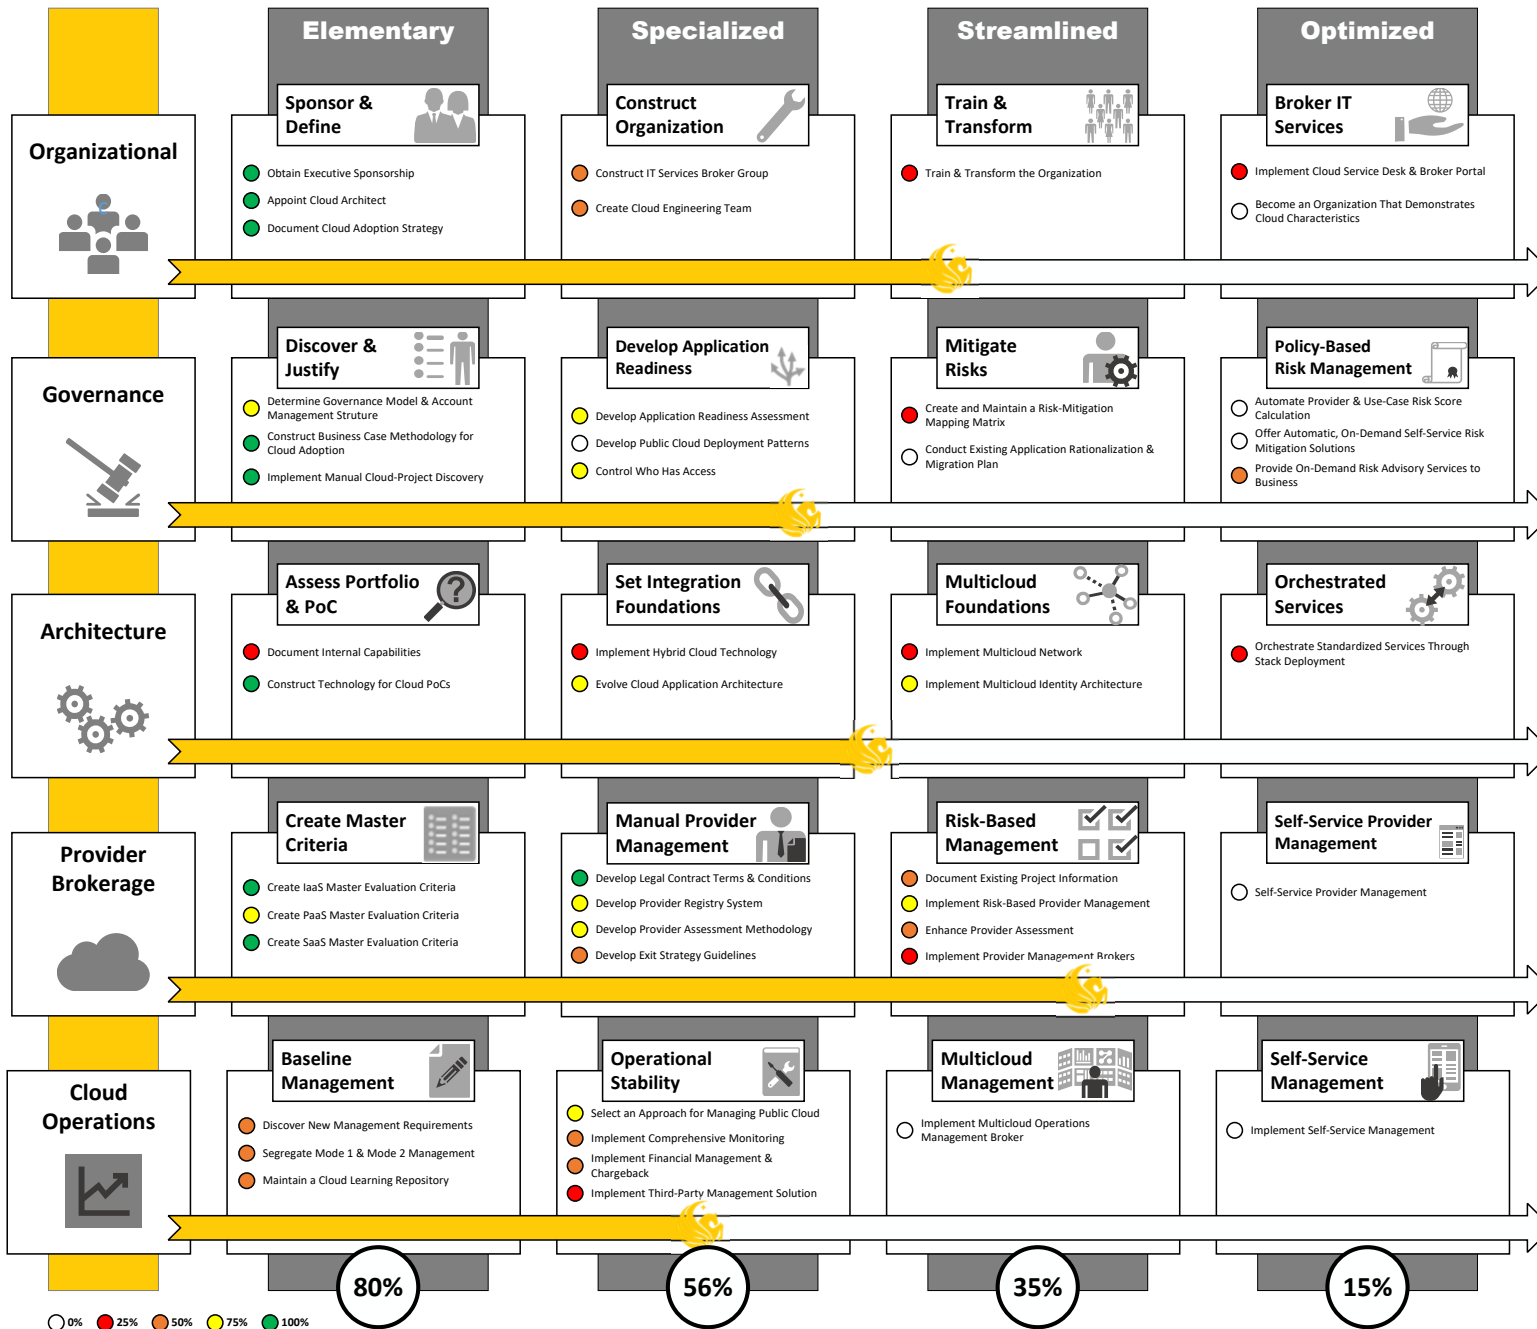 Elementary
Specialized
Streamlined
Optimized
Organizational
Sponsor &
Define
Obtain Executive Sponsorship
Appoint Cloud Architect
Document Cloud Adoption Strategy
Construct
Organization
Construct IT Services Broker Group
Create Cloud Engineering Team
Train &
Transform
Train & Transform the Organization
Broker IT
Services
Implement Cloud Service Desk & Broker Portal
Become an Organization That Demonstrates
Cloud Characteristics
Governance
Discover &
Justify
Determine Governance Model & Account
Management Struture
Construct Business Case Methodology for
Cloud Adoption
Implement Manual Cloud-Project Discovery
Develop Application
Readiness
Develop Application Readiness Assessment
Develop Public Cloud Deployment Patterns
Control Who Has Access
Mitigate
Risks
Create and Maintain a Risk-Mitigation
Mapping Matrix
Conduct Existing Application Rationalization &
Migration Plan
Policy-Based
Risk Management
Automate Provider & Use-Case Risk Score
Calculation
Offer Automatic, On-Demand Self-Service Risk
Mitigation Solutions
Provide On-Demand Risk Advisory Services to
Business
Architecture
Assess Portfolio
& PoC
?
Document Internal Capabilities
Construct Technology for Cloud PoCs
Set Integration
Foundations
Implement Hybrid Cloud Technology
Evolve Cloud Application Architecture
Multicloud
Foundations
Implement Multicloud Network
Implement Multicloud Identity Architecture
Orchestrated
Services
Orchestrate Standardized Services Through
Stack Deployment
Provider
Brokerage
Create Master
Criteria
Create IaaS Master Evaluation Criteria
Create PaaS Master Evaluation Criteria
Create SaaS Master Evaluation Criteria
Manual Provider
Management
Develop Legal Contract Terms & Conditions
Develop Provider Registry System
Develop Provider Assessment Methodology
Develop Exit Strategy Guidelines
Risk-Based
Management
Document Existing Project Information
Implement Risk-Based Provider Management
Enhance Provider Assessment
Implement Provider Management Brokers
Self-Service Provider
Management
Self-Service Provider Management
Cloud
Operations
Baseline
Management
Discover New Management Requirements
Segregate Mode 1 & Mode 2 Management
Maintain a Cloud Learning Repository
Operational
Stability
Select an Approach for Managing Public Cloud
Implement Comprehensive Monitoring
Implement Financial Management &
Chargeback
Implement Third-Party Management Solution
Multicloud
Management
Implement Multicloud Operations
Management Broker
Self-Service
Management
Implement Self-Service Management
80%
56%
35%
15%
0% 25% 50% 75% 100%